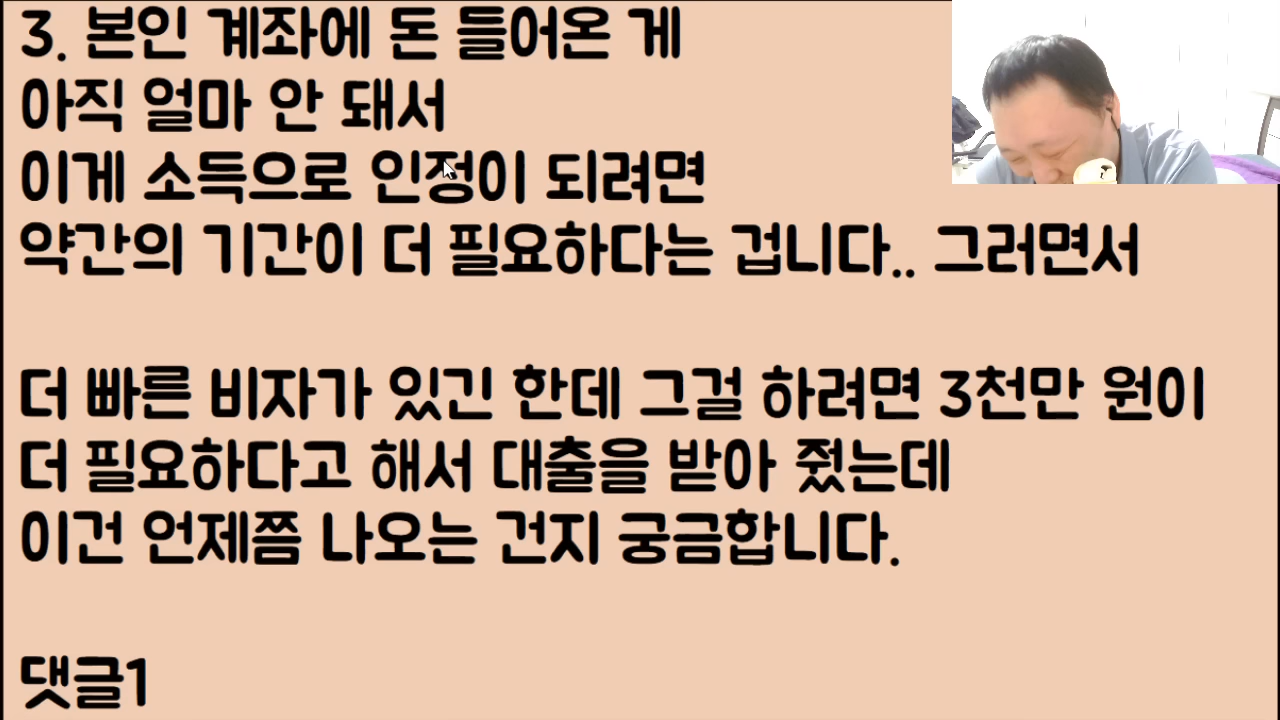 3. 본인 계좌에 돈 들어온 게
아직 얼마 안 돼서
이게 소득으로 인정이 되려면
약간의 기간이 더 필요하다는 겁니다.. 그러면서
더 빠른 비자가 있긴 한데 그걸 하려면 3천만 원이
더 필요하다고 해서 대출을 받아 줬는데
이건 언제쯤 나오는 건지 궁금합니다.
댓글1